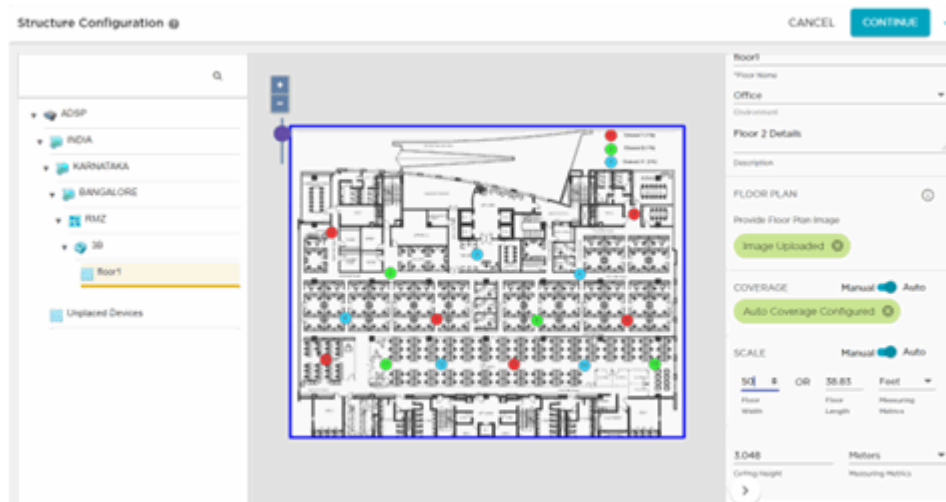 Structure Configuration
CANCEL
CONTINUE
ADSP
INDIA
KARNATAKA
BANGALORE
RMZ
3B
floor1
Unplaced Devices
floor1
*Floor Name
Office
Environment
Floor 2 Details
Description
FLOOR PLAN
Provide Floor Plan Image
Image Uploaded
COVERAGE Manual Auto
Auto Coverage Configured
SCALE Manual Auto
50 OR 38.83 Feet
Floor Width
Floor Length
Measuring Metrics
3.048 Meters
Ceiling Height Measuring Metrics